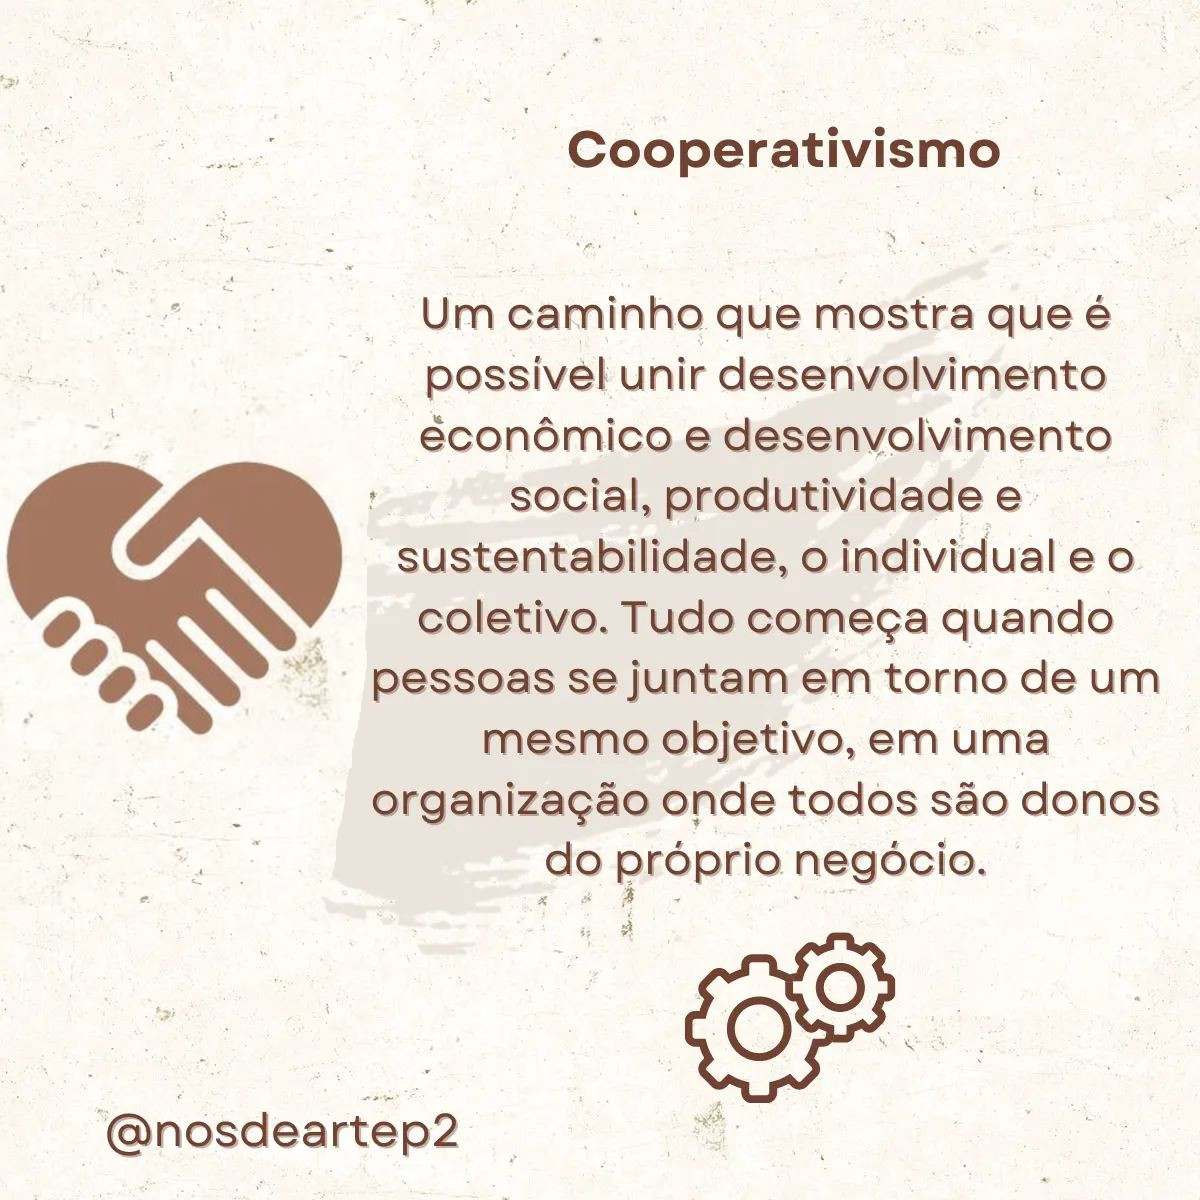 Cooperativismo
Um caminho que mostra que é
possível unir desenvolvimento
econômico e desenvolvimento
social, produtividade e
sustentabilidade, o individual e o
coletivo. Tudo começa quando
pessoas se juntam em torno de um
mesmo objetivo, em uma
organização onde todos são donos
do próprio negócio.
@nosdeartep2